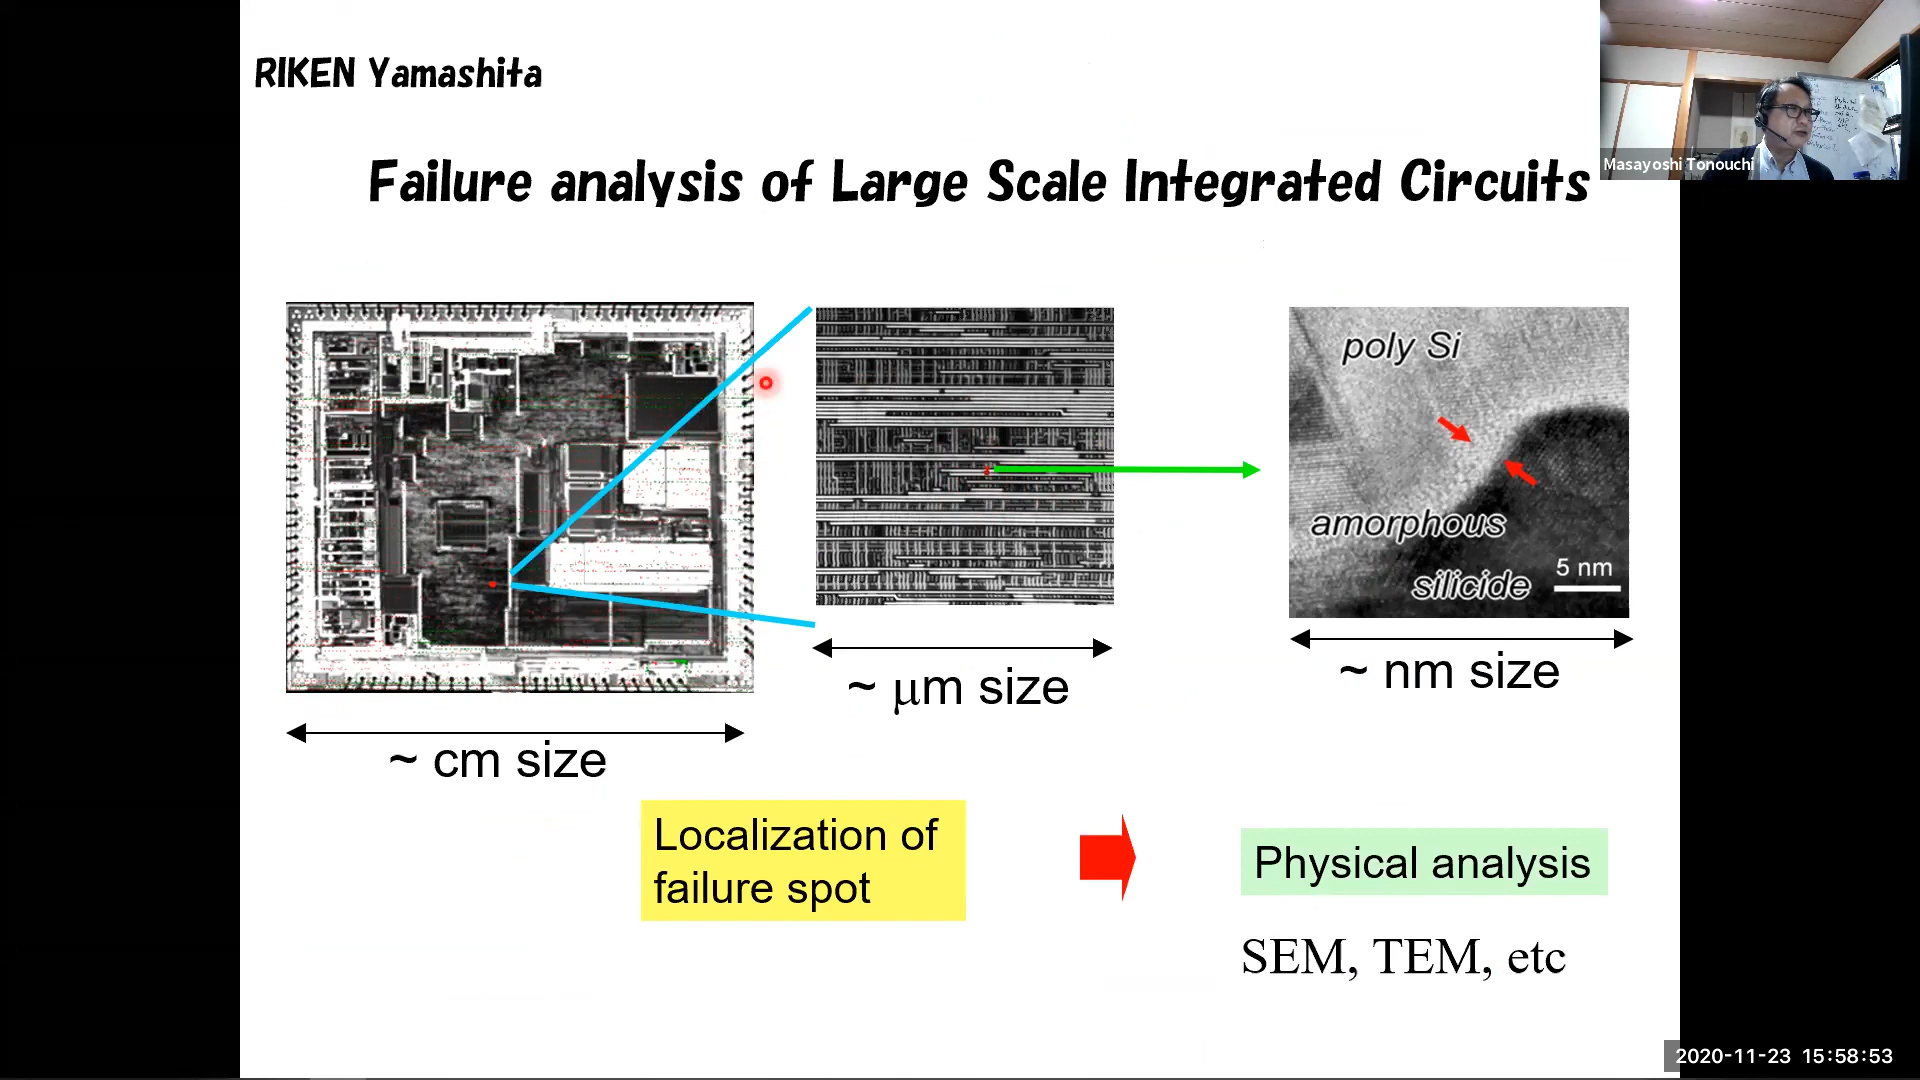 RIKEN Yamashita
Masayoshi Tonouchi
Failure analysis of Large Scale Integrated Circuits
poly Si
amorphous
silicide
5 nm
~ cm size
~ μm size
~ nm size
Localization of
failure spot
Physical analysis
SEM, TEM, etc
2020-11-23 15:58:53